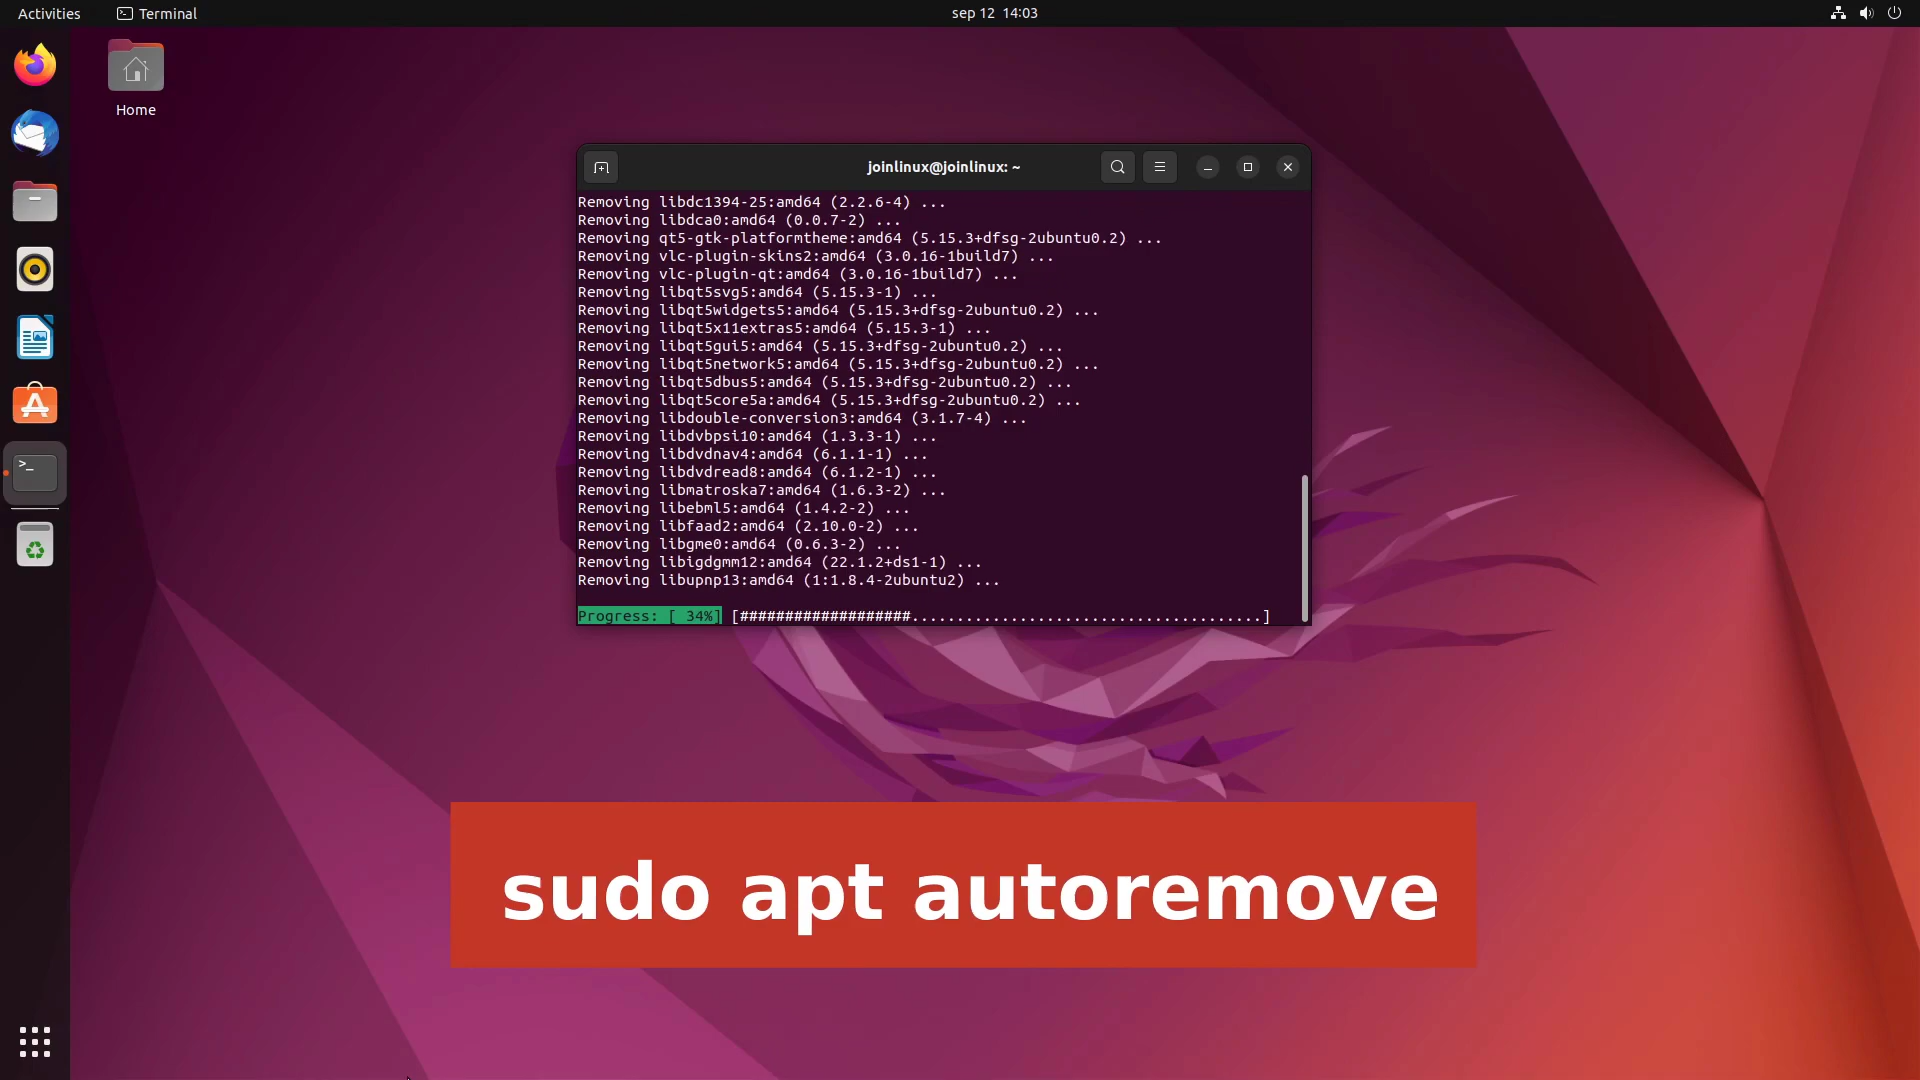 Activities
Terminal
sep 12 14:03
Home
joinlinux@joinlinux: ~
Removing libdc1394-25:amd64 (2.2.6-4) ...
Removing libdca0:amd64 (0.0.7-2) ...
Removing qt5-gtk-platformtheme:amd64 (5.15.3+dfsg-2ubuntu0.2) ...
Removing vlc-plugin-skins2:amd64 (3.0.16-1build7) ...
Removing vlc-plugin-qt:amd64 (3.0.16-1build7) ...
Removing libqt5svg5:amd64 (5.15.3-1) ...
Removing libqt5widgets5:amd64 (5.15.3+dfsg-2ubuntu0.2) ...
Removing libqt5x11extras5:amd64 (5.15.3-1) ...
Removing libqt5gui5:amd64 (5.15.3+dfsg-2ubuntu0.2) ...
Removing libqt5network5:amd64 (5.15.3+dfsg-2ubuntu0.2) ...
Removing libqt5dbus5:amd64 (5.15.3+dfsg-2ubuntu0.2) ...
Removing libqt5core5a:amd64 (5.15.3+dfsg-2ubuntu0.2) ...
Removing libdouble-conversion3:amd64 (3.1.7-4) ...
Removing libdvbpsi10:amd64 (1.3.3-1) ...
Removing libdvdnav4:amd64 (6.1.1-1) ...
Removing libdvdread8:amd64 (6.1.2-1) ...
Removing libmatroska7:amd64 (1.6.3-2) ...
Removing libebml5:amd64 (1.4.2-2) ...
Removing libfaad2:amd64 (2.10.0-2) ...
Removing libgme0:amd64 (0.6.3-2) ...
Removing libigdgmm12:amd64 (22.1.2+ds1-1) ...
Removing libupnp13:amd64 (1:1.8.4-2ubuntu2) ...
Progress: [ 34%] [###################.......................................]
sudo apt autoremove